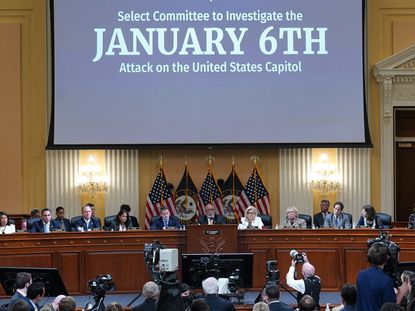 Select Committee to Investigate the
JANUARY 6TH
Attack on the United States Capitol